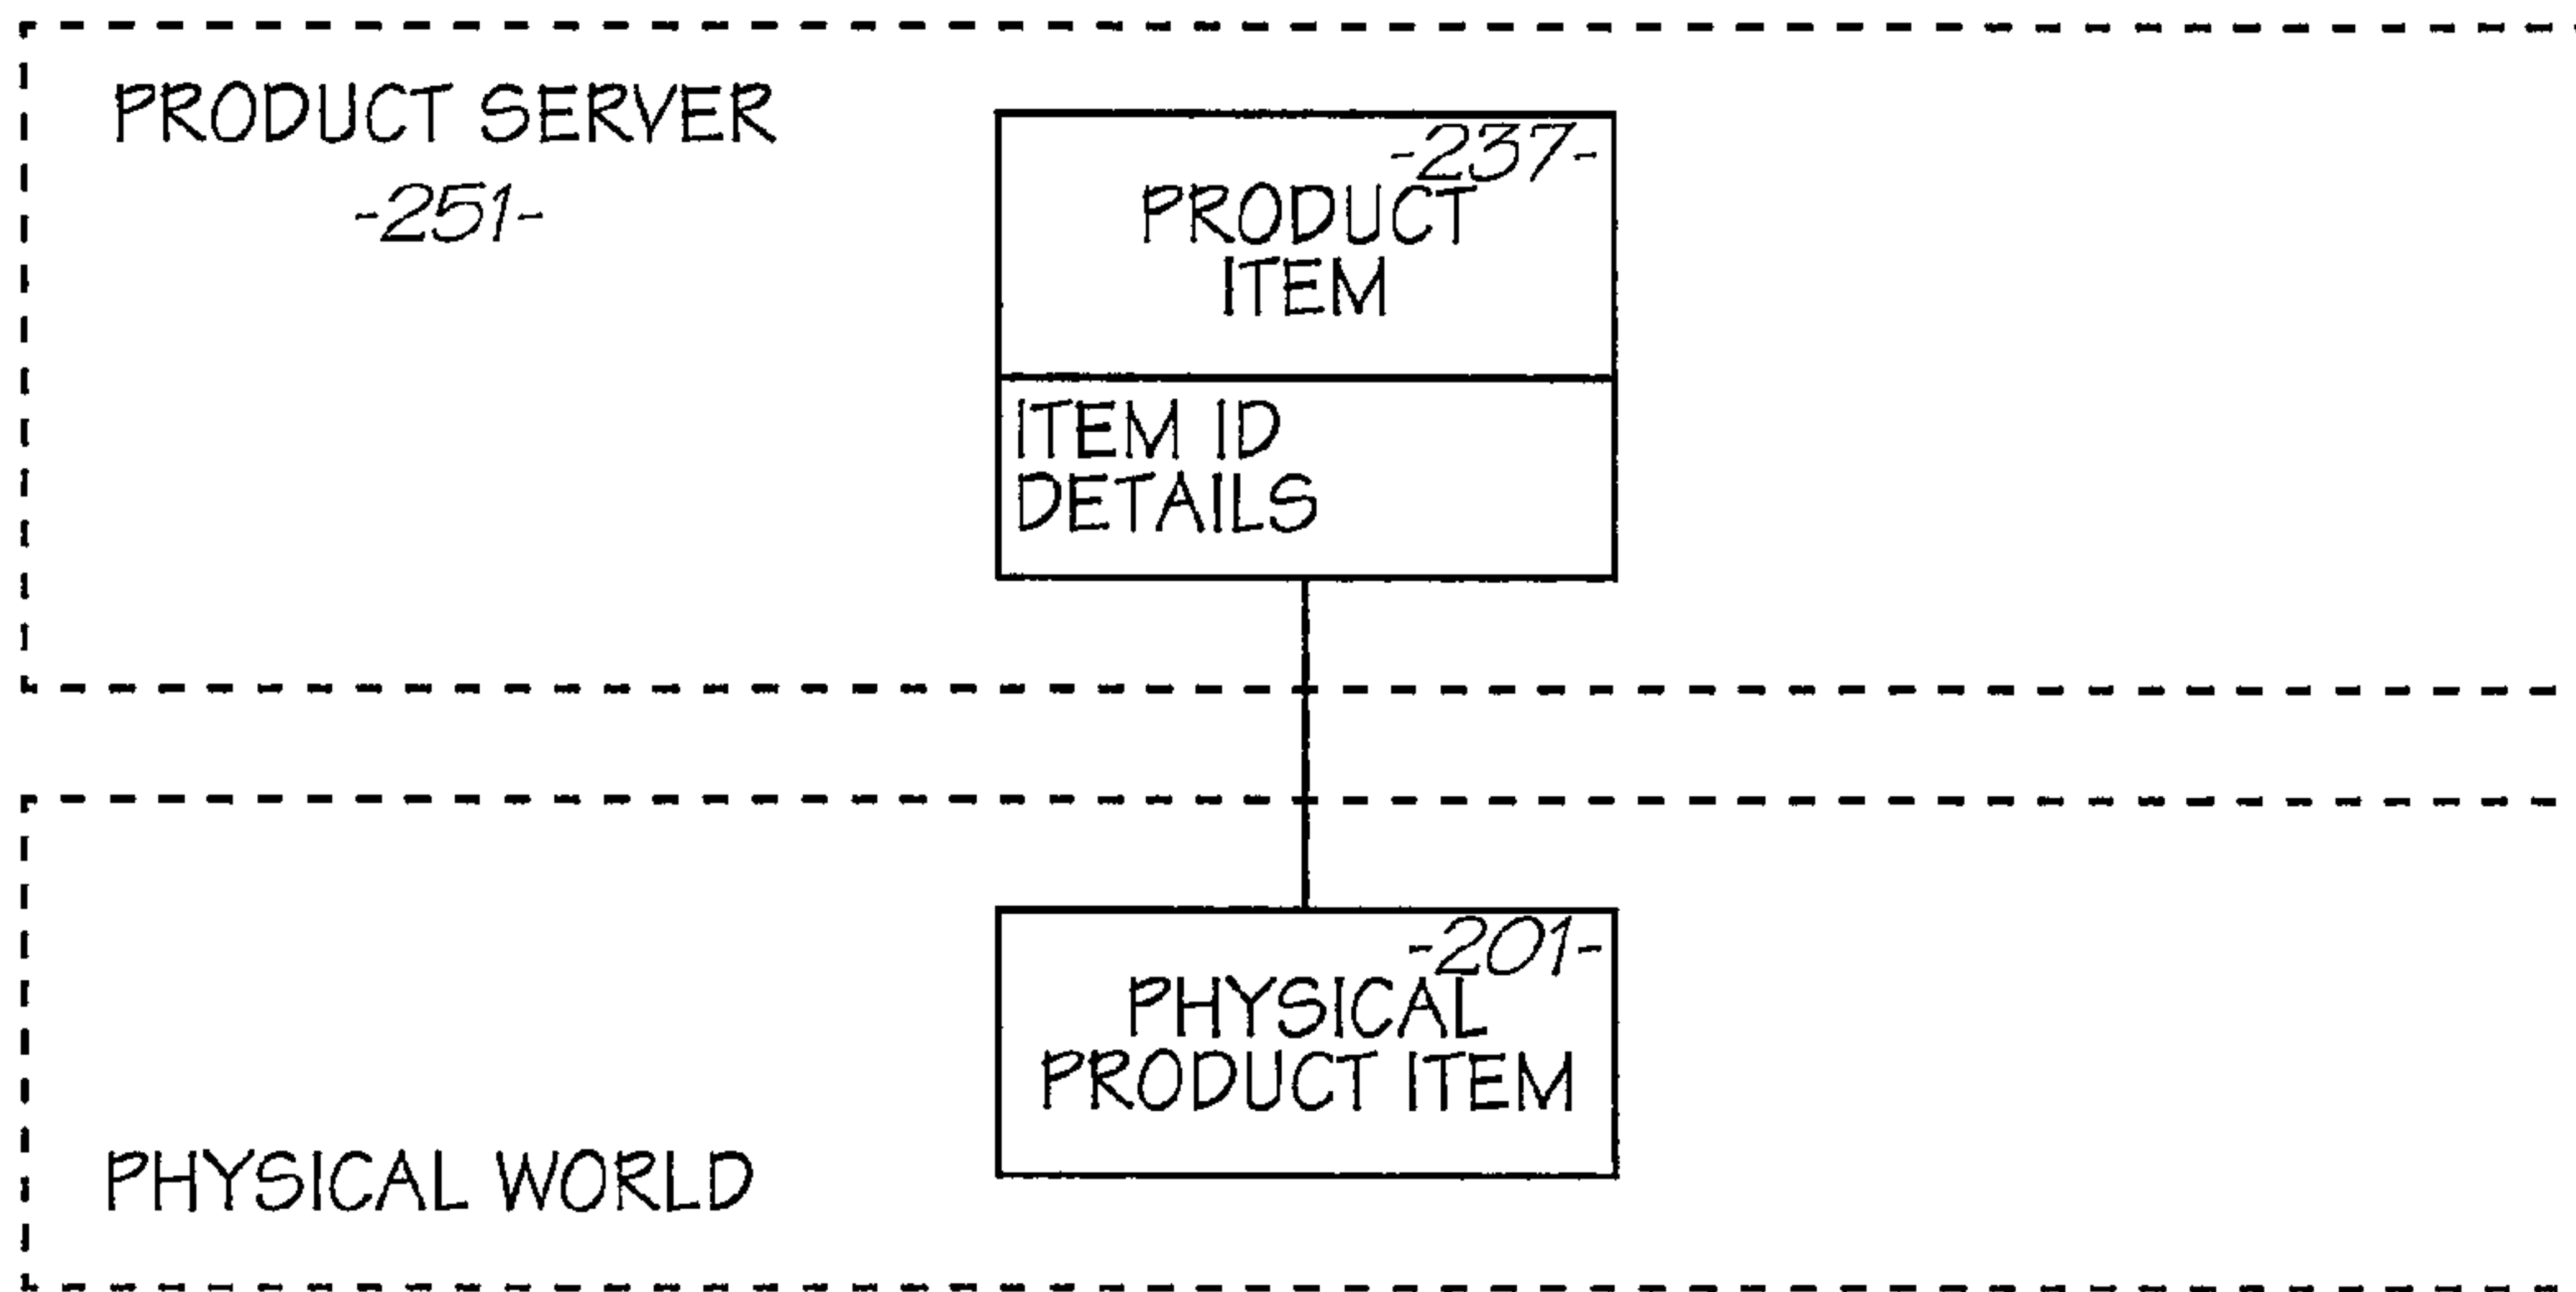 PRODUCT SERVER
-251-
-237-
PRODUCT
ITEM
ITEM ID
DETAILS
-201-
PHYSICAL
PRODUCT ITEM
PHYSICAL WORLD